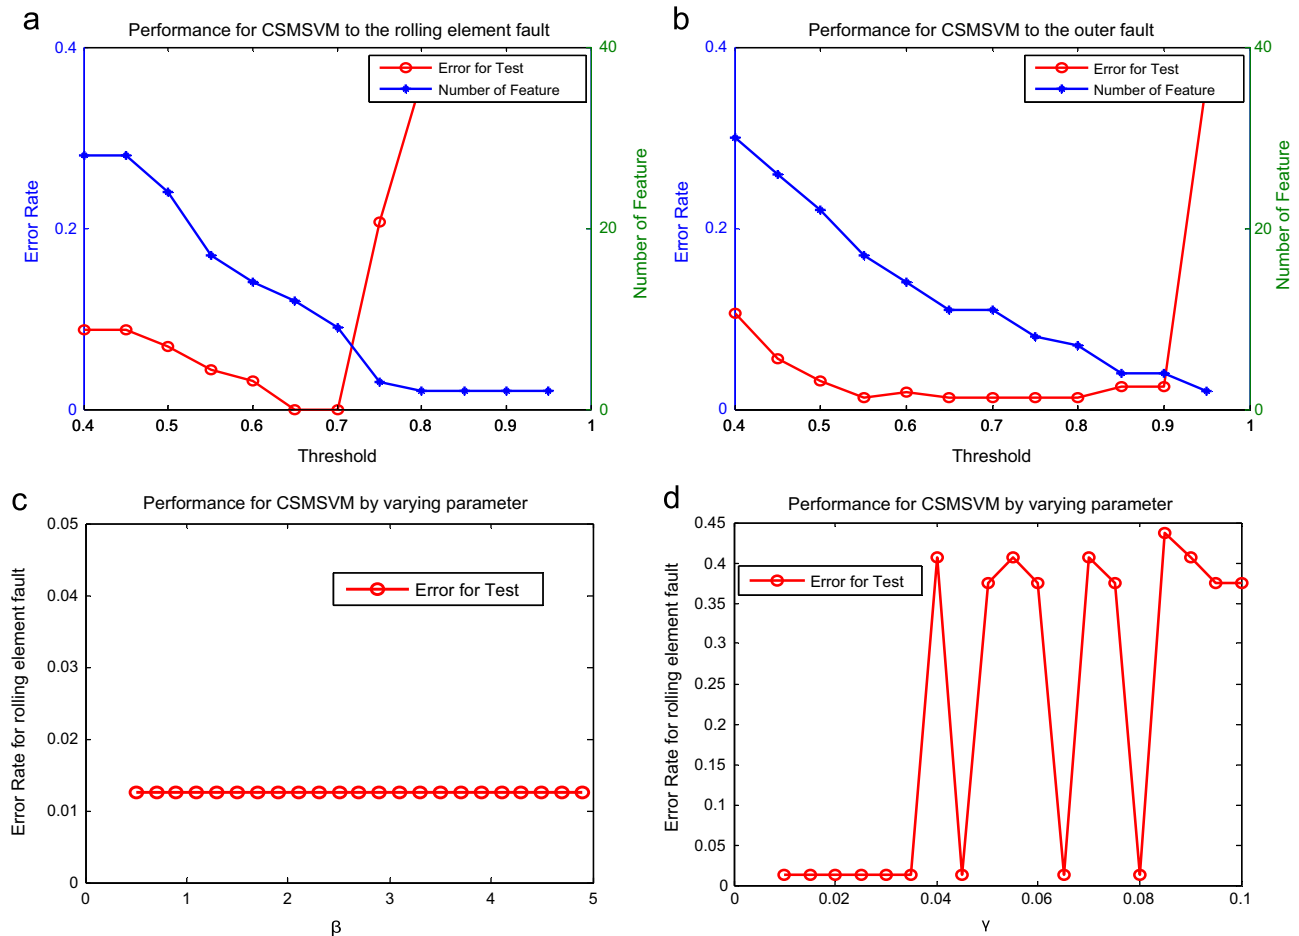 a
Performance for CSMSVM to the rolling element fault
0.4
0.2
0
Error Rate
40
20
0
Number of Feature
Error for Test
Number of Feature
0.4 0.5 0.6 0.7 0.8 0.9 1
Threshold
b
Performance for CSMSVM to the outer fault
0.4
0.2
0
Error Rate
40
20
0
Number of Feature
Error for Test
Number of Feature
0.4 0.5 0.6 0.7 0.8 0.9 1
Threshold
c
Performance for CSMSVM by varying parameter
0.05
0.04
0.03
0.02
0.01
0
Error Rate for rolling element fault
Error for Test
0 1 2 3 4 5
β
d
Performance for CSMSVM by varying parameter
0.45
0.4
0.35
0.3
0.25
0.2
0.15
0.1
0.05
0
Error Rate for rolling element fault
Error for Test
0 0.02 0.04 0.06 0.08 0.1
γ